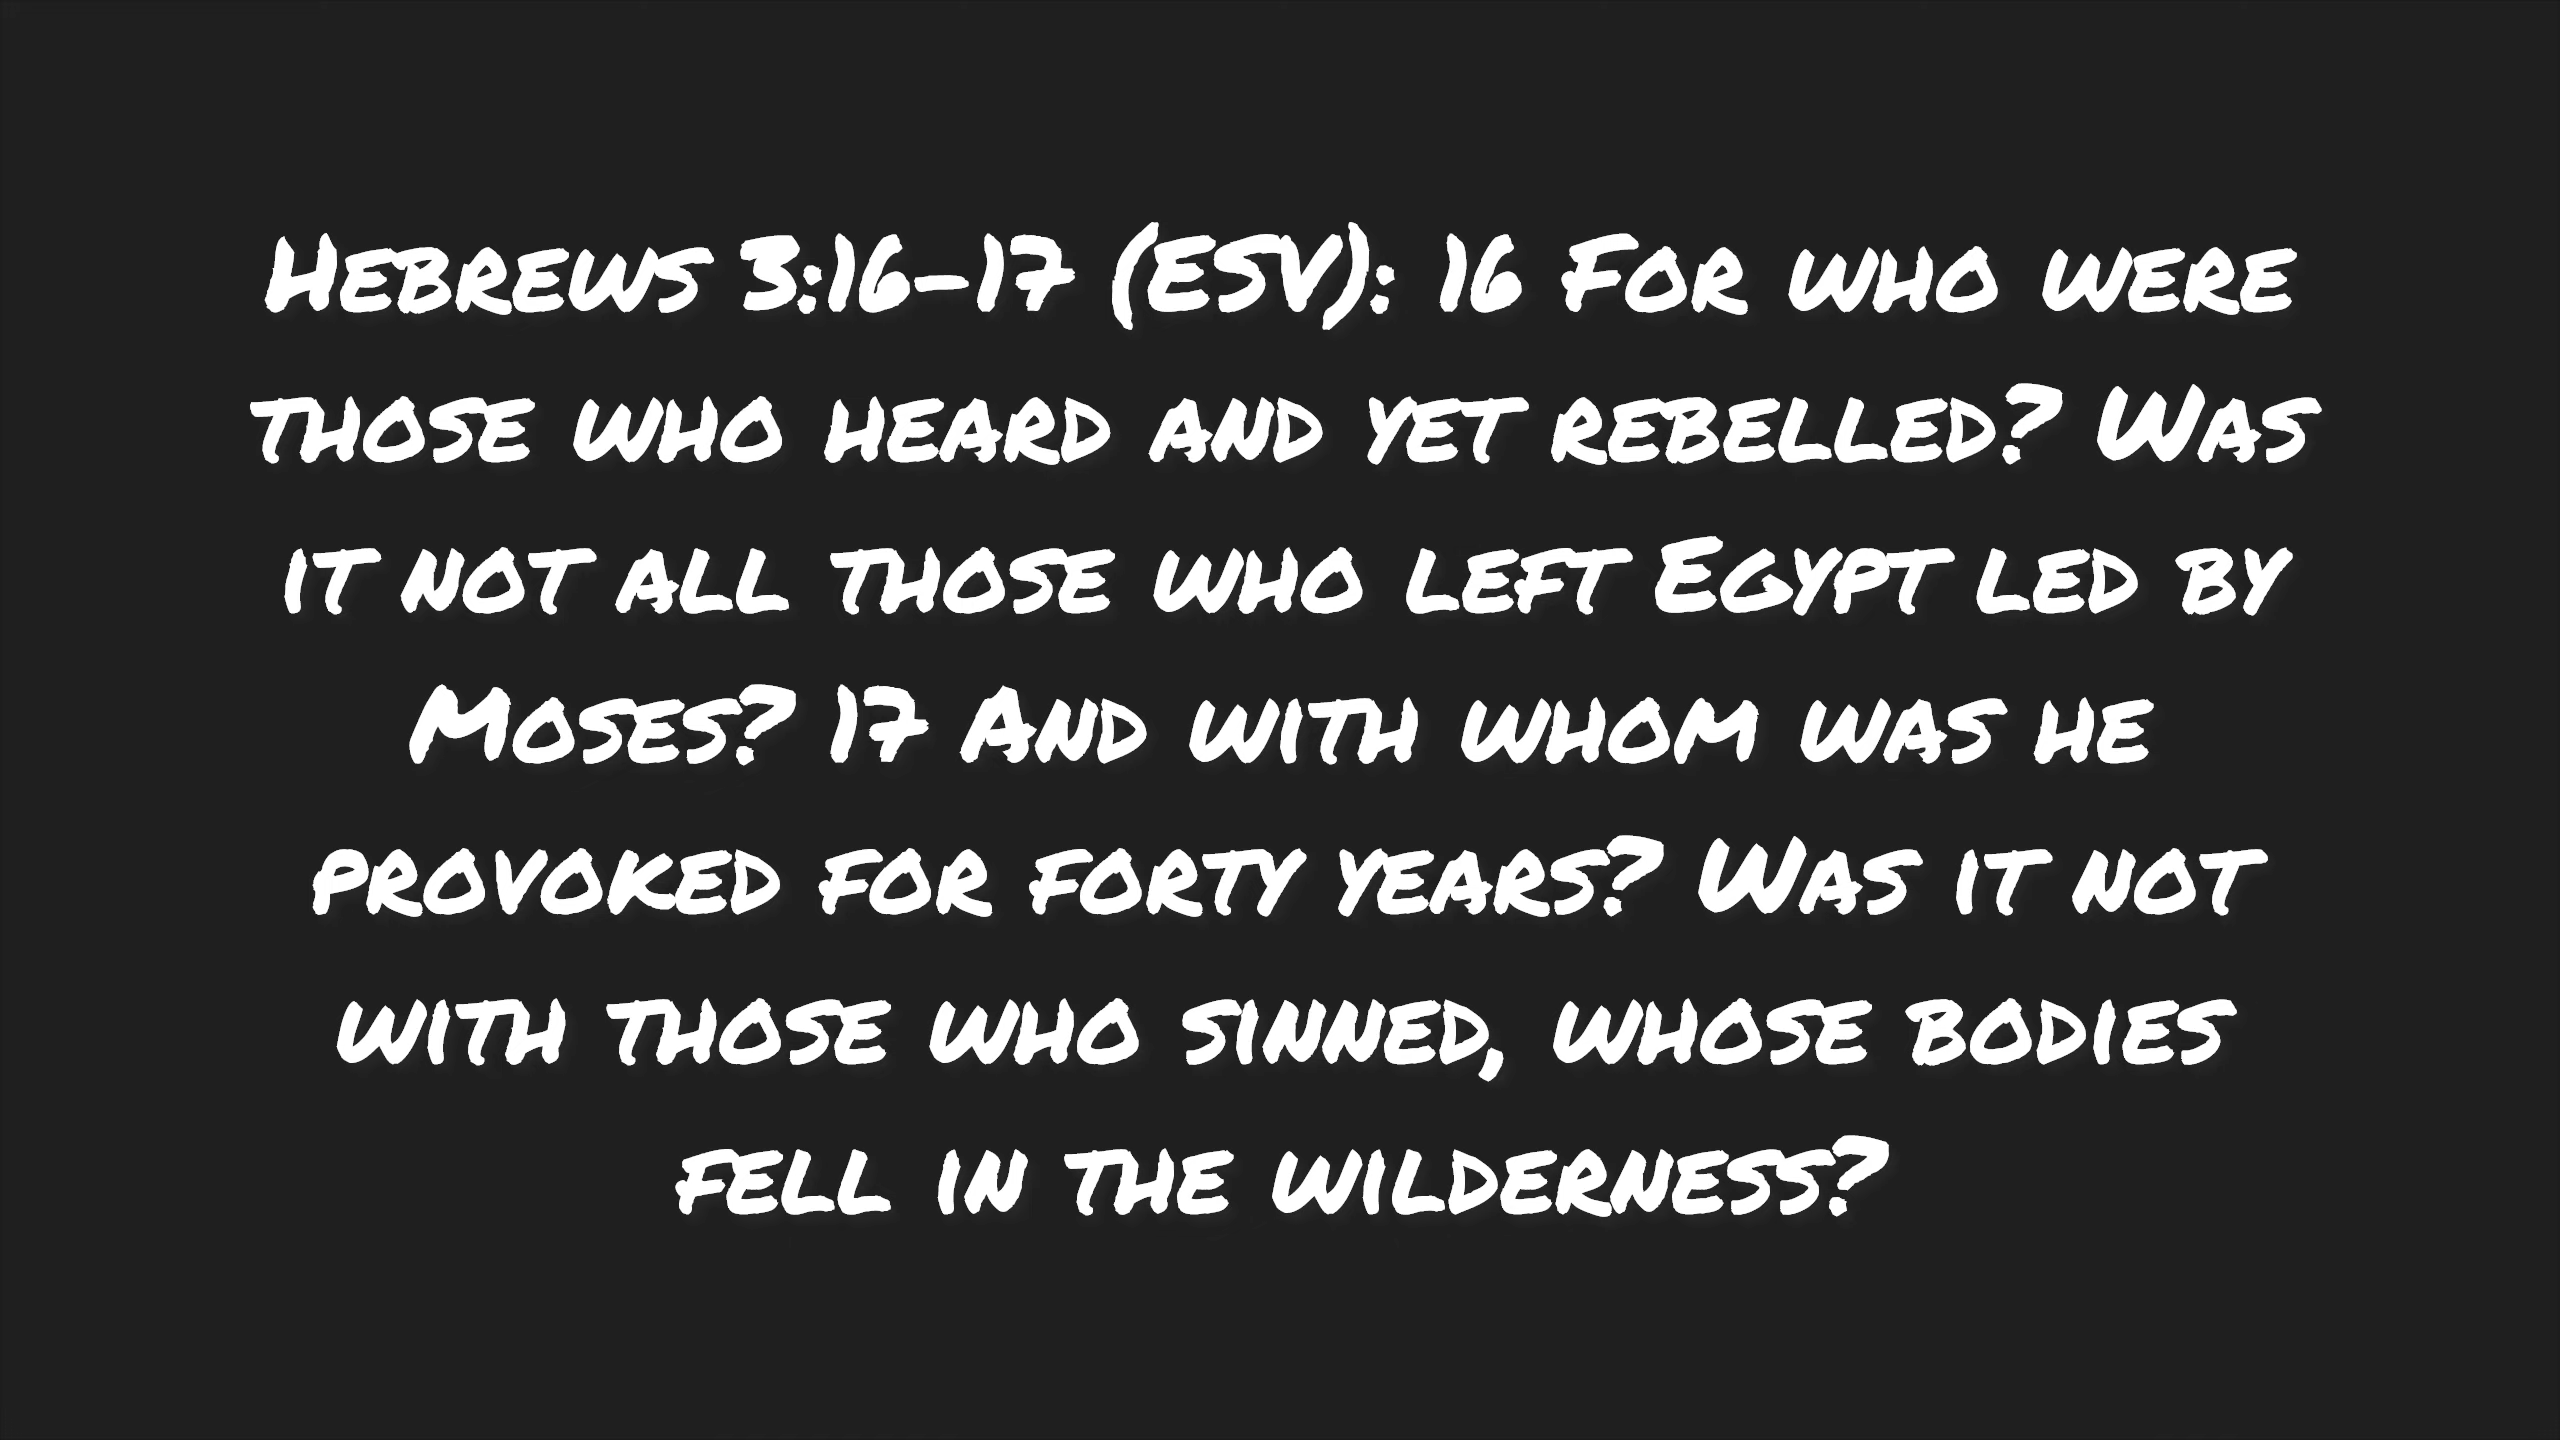 Hebrews 3:16–17 (ESV): 16 For who were
those who heard and yet rebelled? Was
it not all those who left Egypt led by
Moses? 17 And with whom was he
provoked for forty years? Was it not
with those who sinned, whose bodies
fell in the wilderness?